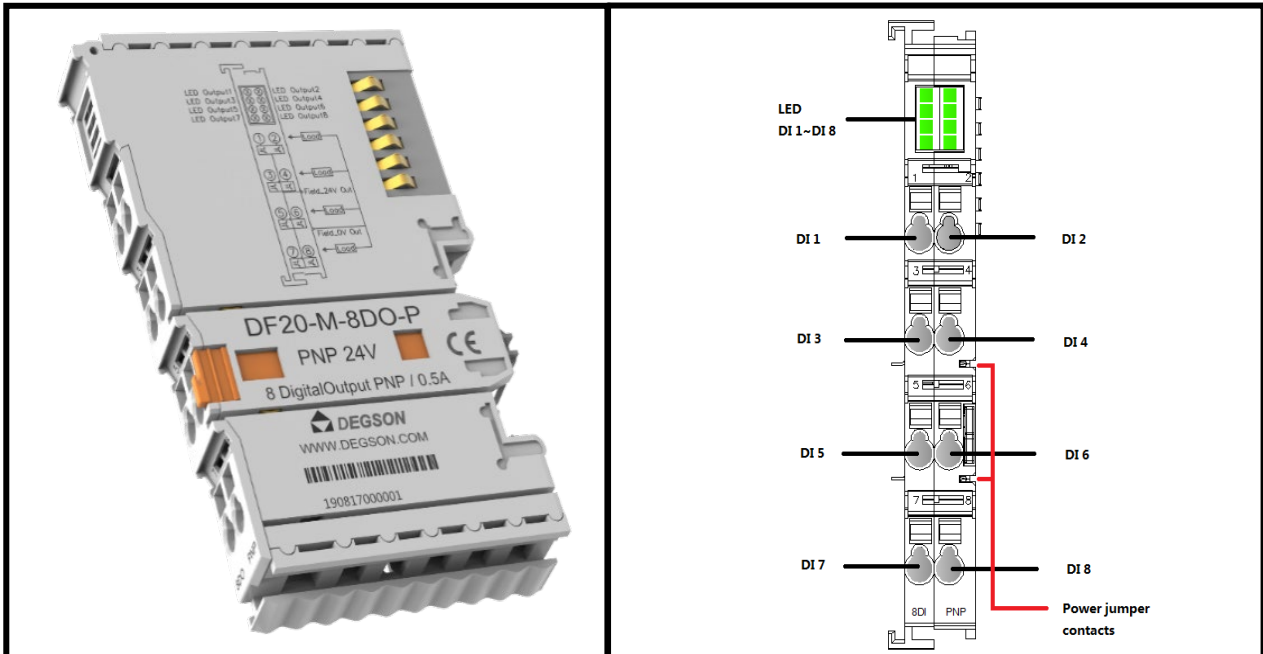 LED Output1 LED Output2
LED Output3 LED Output4
LED Output5 LED Output6
LED Output7 LED Output8
1 2 Load
3 4 Load
Field_24V Out
5 6 Load
Field_0V Out
7 8 Load
DF20-M-8DO-P
PNP 24V
CE
8 DigitalOutput PNP / 0.5A
DEGSON
WWW.DEGSON.COM
190817000001
8DO PNP
LED
DI 1~DI 8
1 2
DI 1 DI 2
3 4
DI 3 DI 4
5 6
DI 5 DI 6
7 8
DI 7 DI 8
8DI PNP
Power jumper
contacts